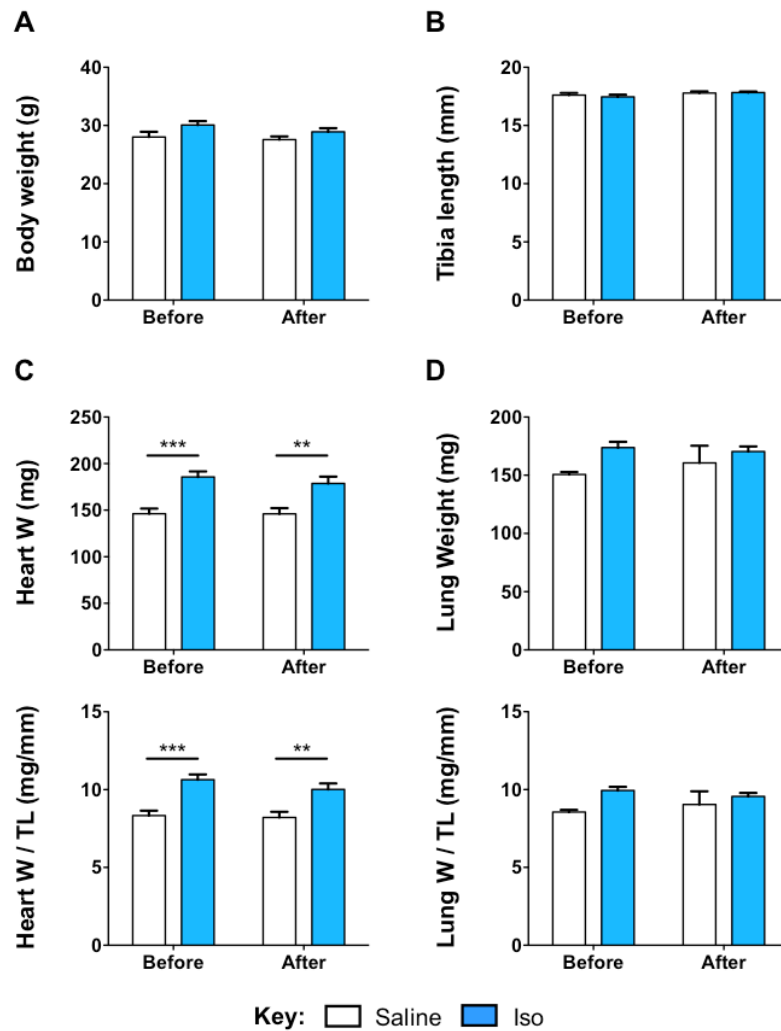 A
Body weight (g)
40
30
20
10
0
Before After
B
Tibia length (mm)
20
15
10
5
0
Before After
C
Heart W (mg)
250
200
150
100
50
0
*** **
Before After
D
Lung Weight (mg)
200
150
100
50
0
Before After
Heart W / TL (mg/mm)
15
10
5
0
*** **
Before After
Lung W / TL (mg/mm)
15
10
5
0
Before After
Key: Saline Iso